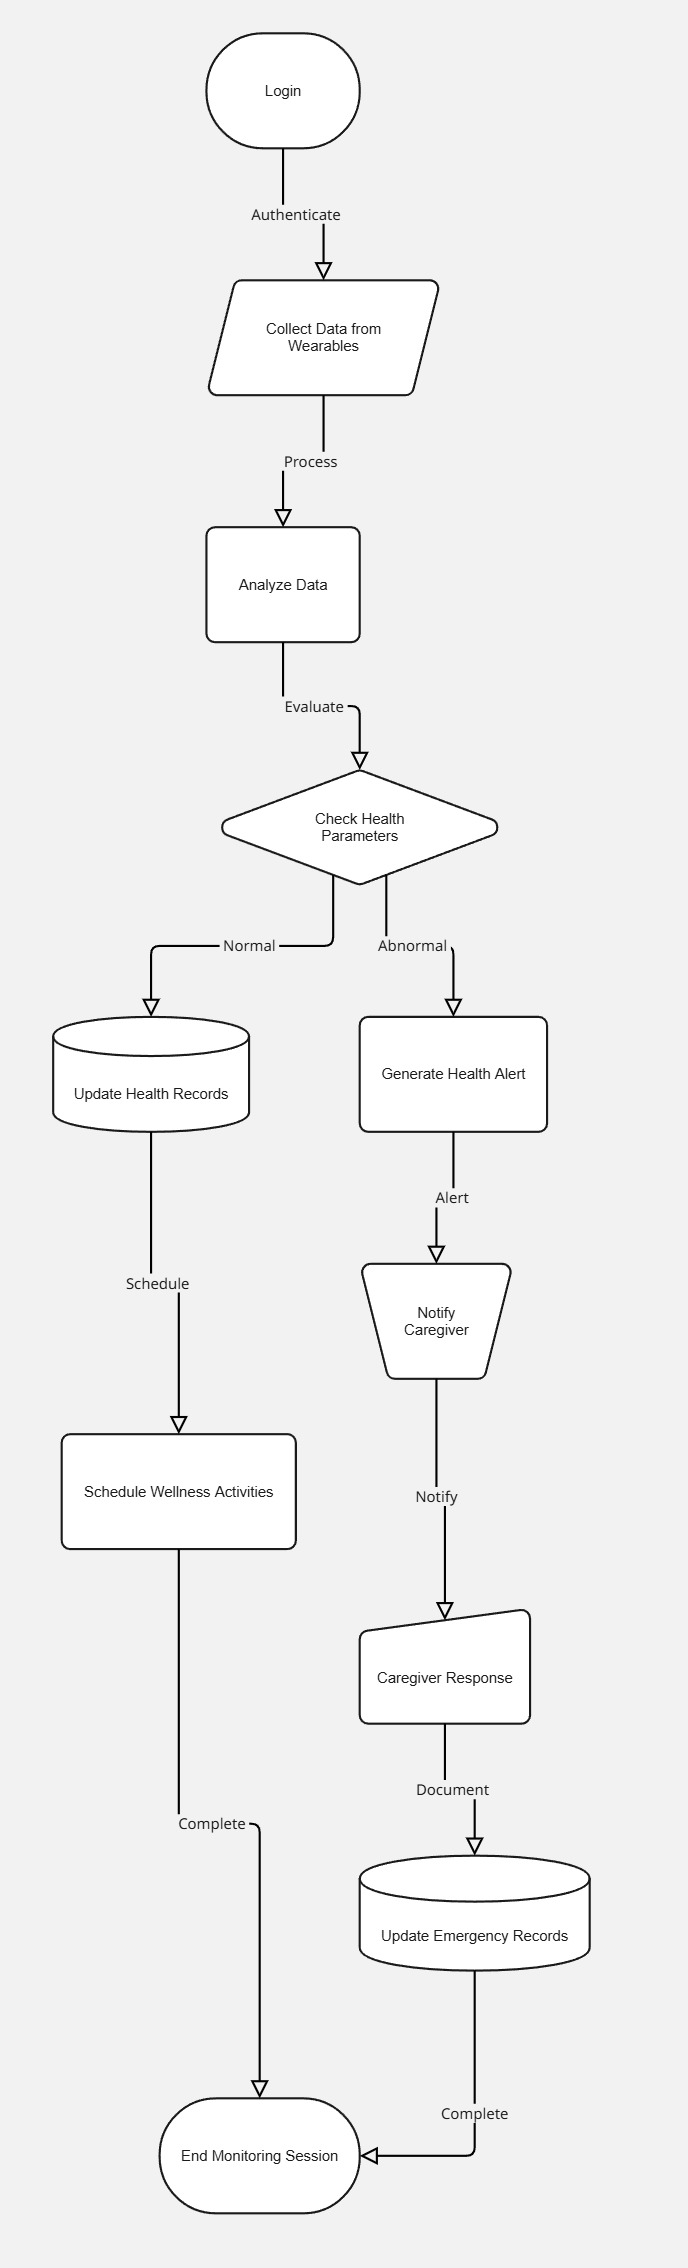 Login
Authenticate
Collect Data from
Wearables
Process
Analyze Data
Evaluate
Check Health
Parameters
Normal
Abnormal
Update Health Records
Generate Health Alert
Alert
Schedule
Notify
Caregiver
Schedule Wellness Activities
Notify
Caregiver Response
Document
Complete
Update Emergency Records
Complete
End Monitoring Session